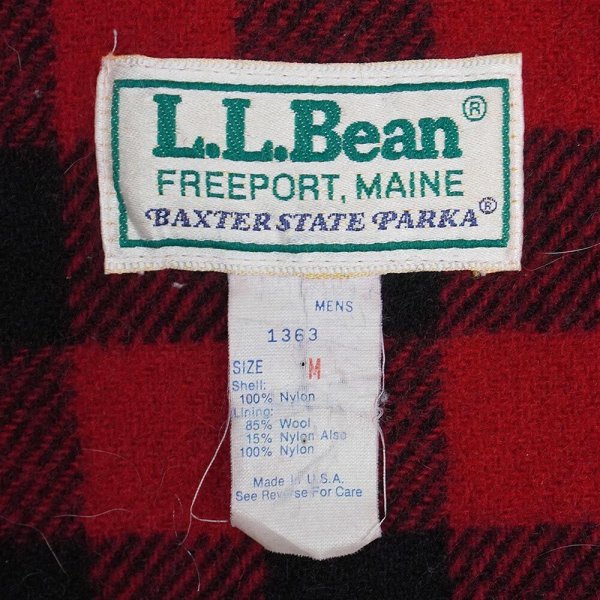 L.L.Bean®
FREEPORT, MAINE
BAXTER STATE PARKA®
MENS
1363
SIZE M
Shell:
100% Nylon
Lining:
85% Wool
15% Nylon Also
100% Nylon
Made In U.S.A.
See Reverse For Care